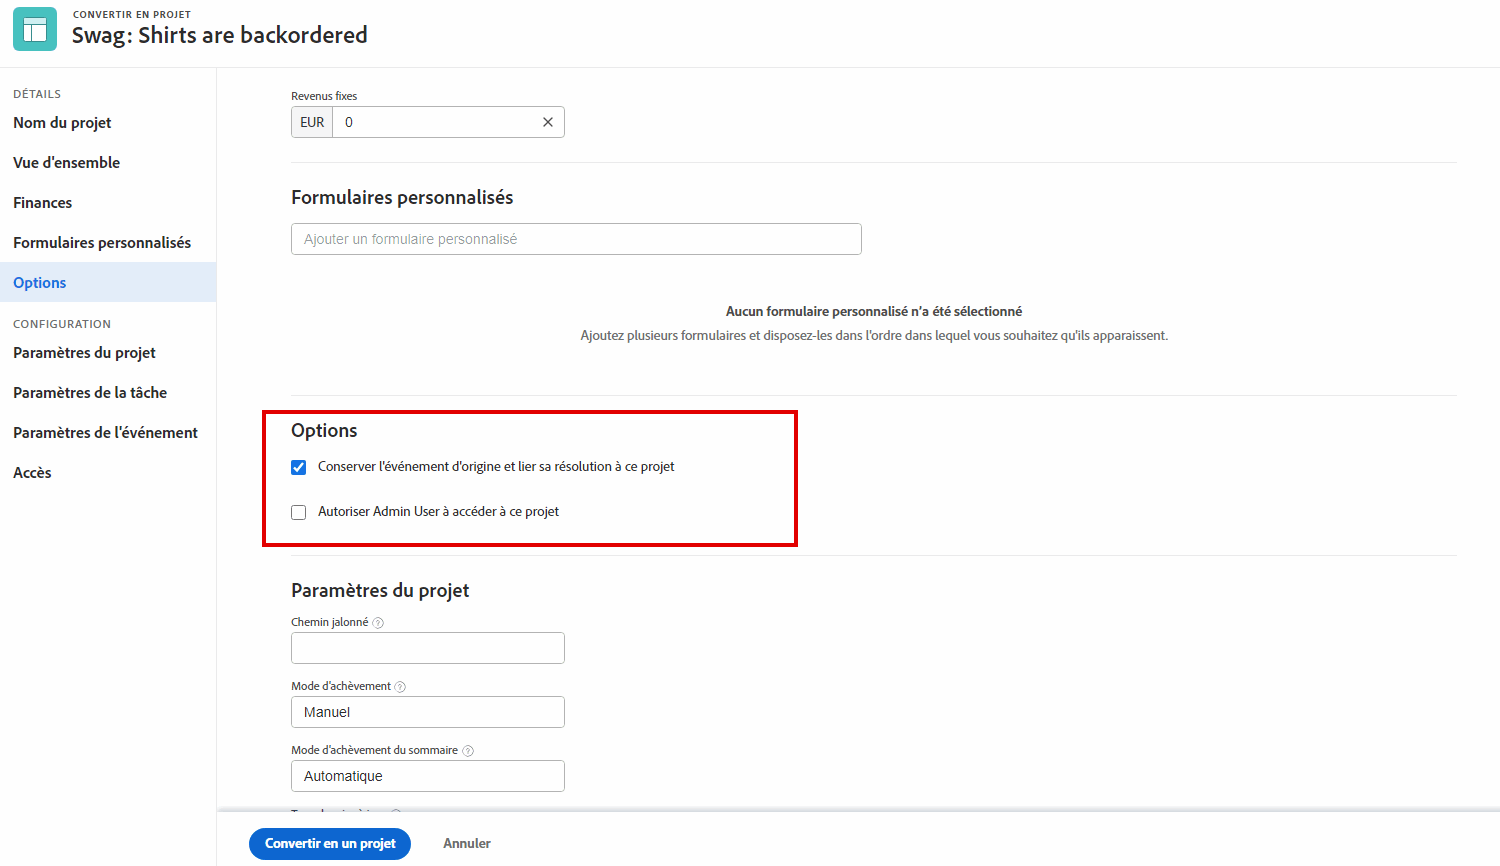 CONVERTIR EN PROJET
Swag: Shirts are backordered
DÉTAILS
Nom du projet
Vue d'ensemble
Finances
Formulaires personnalisés
Options
CONFIGURATION
Paramètres du projet
Paramètres de la tâche
Paramètres de l'événement
Accès
Revenus fixes
EUR 0
Formulaires personnalisés
Ajouter un formulaire personnalisé
Aucun formulaire personnalisé n’a été sélectionné
Ajoutez plusieurs formulaires et disposez-les dans l'ordre dans lequel vous souhaitez qu'ils apparaissent.
Options
Conserver l'événement d'origine et lier sa résolution à ce projet
Autoriser Admin User à accéder à ce projet
Paramètres du projet
Chemin jalonné ?
Mode d'achèvement ?
Manuel
Mode d'achèvement du sommaire ?
Automatique
Convertir en un projet
Annuler